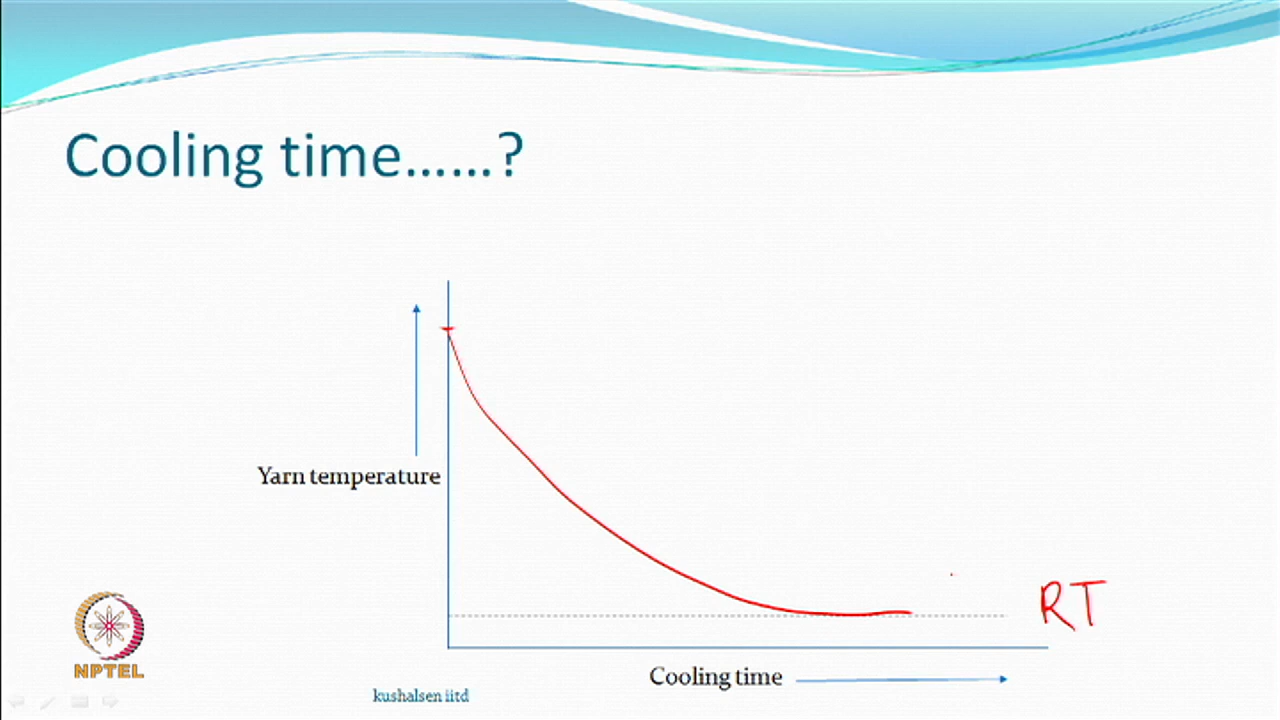 Cooling time......?
Yarn temperature
RT
Cooling time
NPTEL
kushalsen iitd